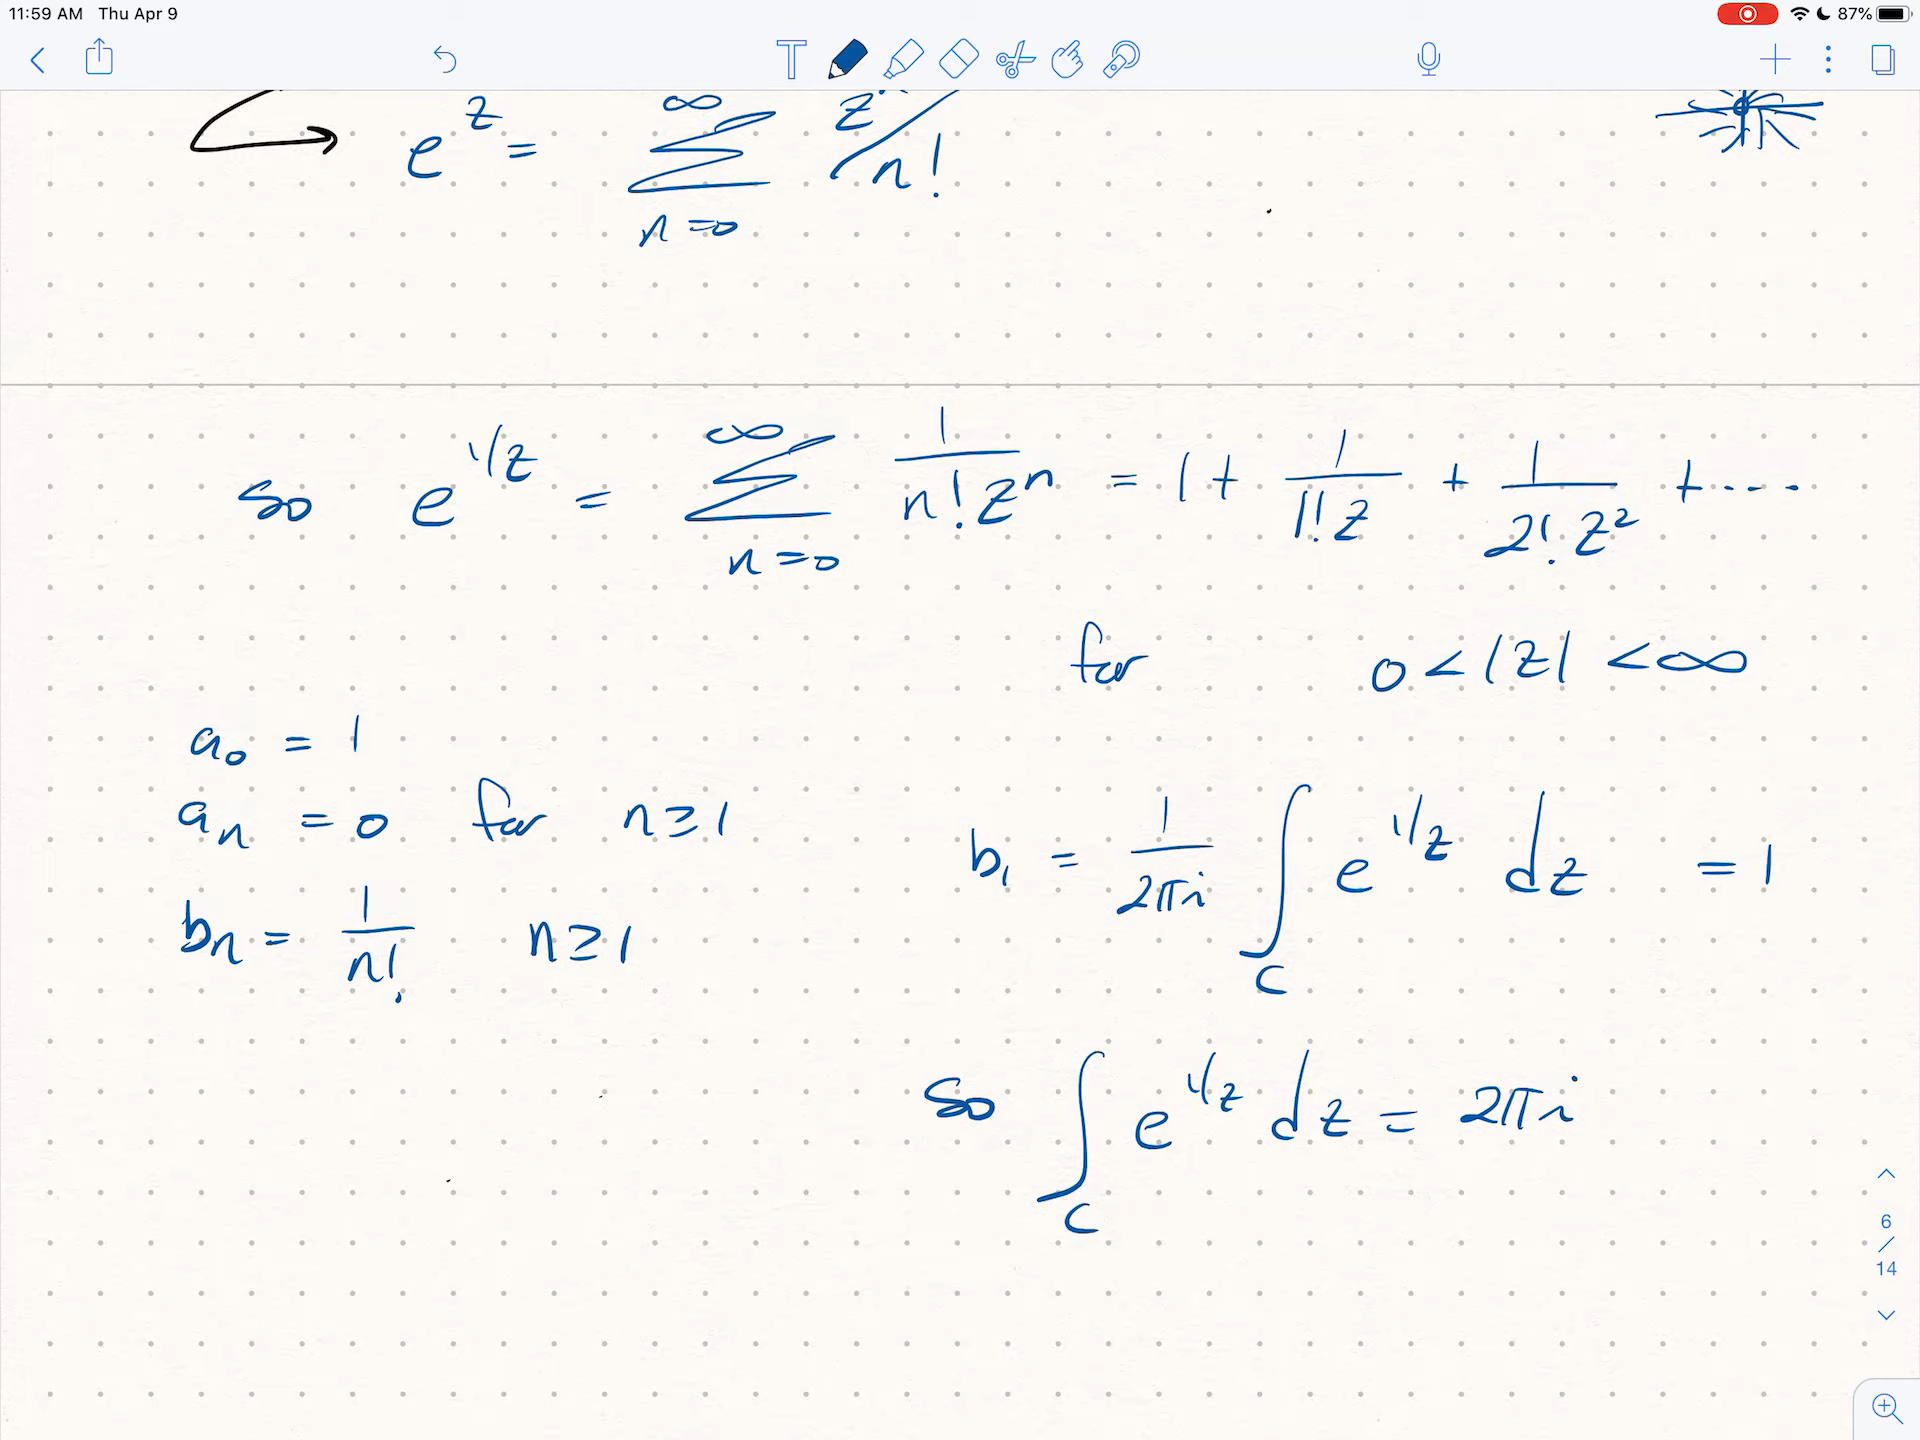 11:59 AM Thu Apr 9 87%
T
e^z = ∑_{n=0}^{∞} z^n / n!
so e^{1/z} = ∑_{n=0}^{∞} 1/(n! z^n) = 1 + 1/(1! z) + 1/(2! z^2) + ...
for 0 < |z| < ∞
a_0 = 1
a_n = 0 for n ≥ 1
b_n = 1/n! n ≥ 1
b_1 = 1/(2πi) ∫_C e^{1/z} dz = 1
so ∫_C e^{1/z} dz = 2πi
6
/
14